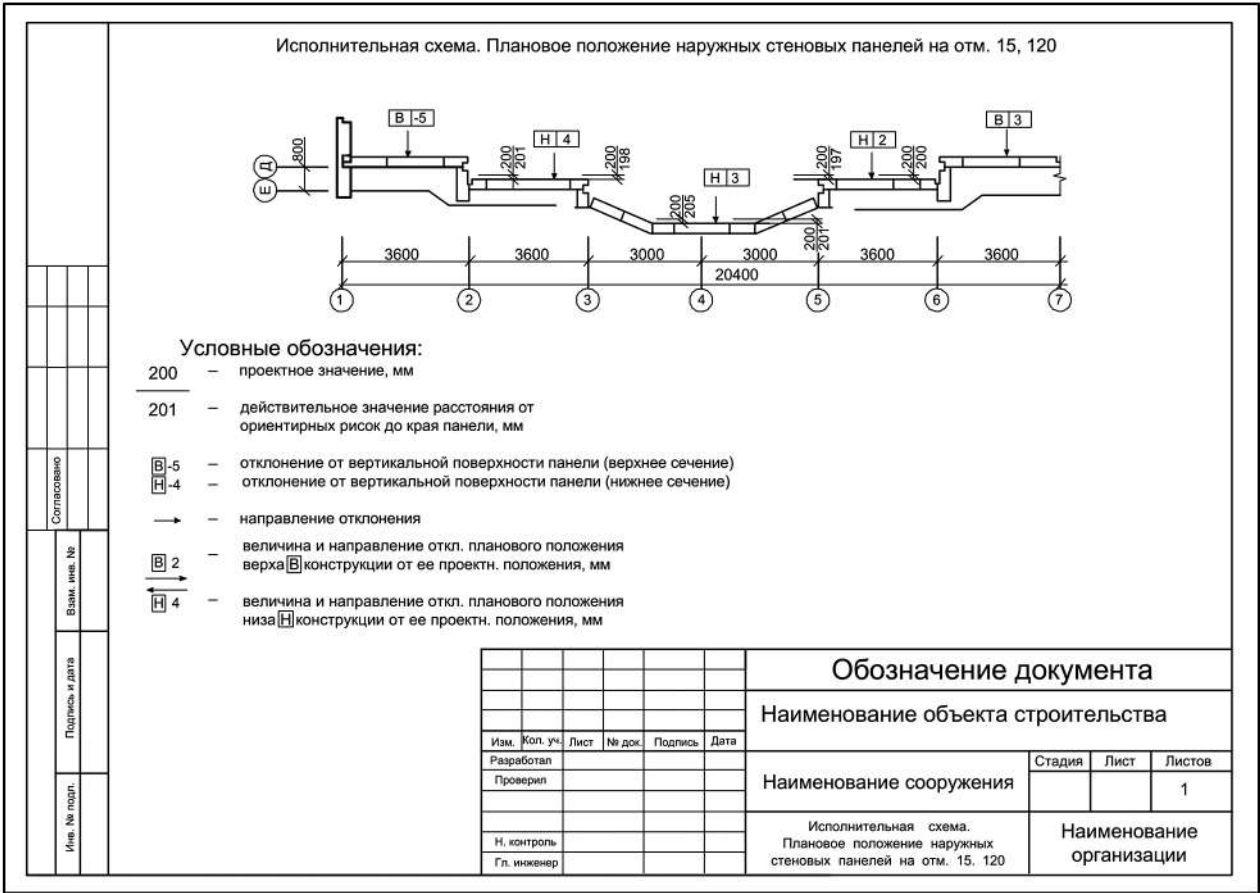 Исполнительная схема. Плановое положение наружных стеновых панелей на отм. 15, 120
В -5
В 3
Н 4
Н 2
Н 3
800
Д
Е
200
201
200
198
200
205
200
197
200
200
200
201
3600 3600 3000 3000 3600 3600
20400
1 2 3 4 5 6 7
Условные обозначения:
200 – проектное значение, мм
201 – действительное значение расстояния от
ориентирных рисок до края панели, мм
В -5 – отклонение от вертикальной поверхности панели (верхнее сечение)
Н -4 – отклонение от вертикальной поверхности панели (нижнее сечение)
– направление отклонения
В 2 – величина и направление откл. планового положения
верха В конструкции от ее проектн. положения, мм
Н 4 – величина и направление откл. планового положения
низа Н конструкции от ее проектн. положения, мм
Согласовано
Взам. инв. №
Подпись и дата
Инв. № подл.
Обозначение документа
Наименование объекта строительства
Изм. Кол. уч. Лист № док. Подпись Дата
Разработал
Проверил
Н. контроль
Гл. инженер
Наименование сооружения
Стадия Лист Листов
1
Исполнительная схема.
Плановое положение наружных
стеновых панелей на отм. 15. 120
Наименование
организации